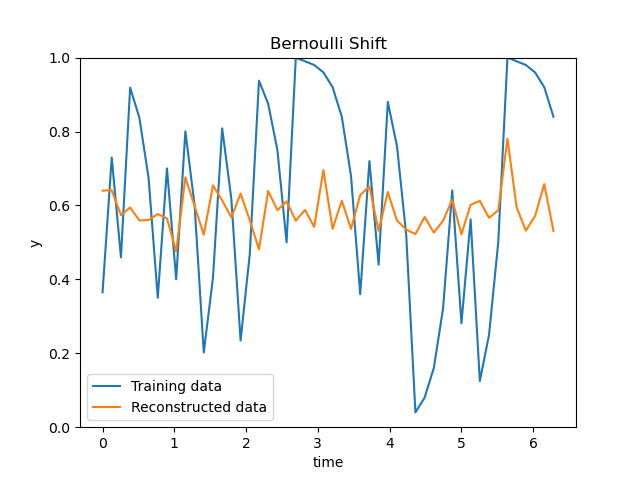 Bernoulli Shift
1.0
0.8
0.6
0.4
0.2
0.0
y
Training data
Reconstructed data
0 1 2 3 4 5 6
time